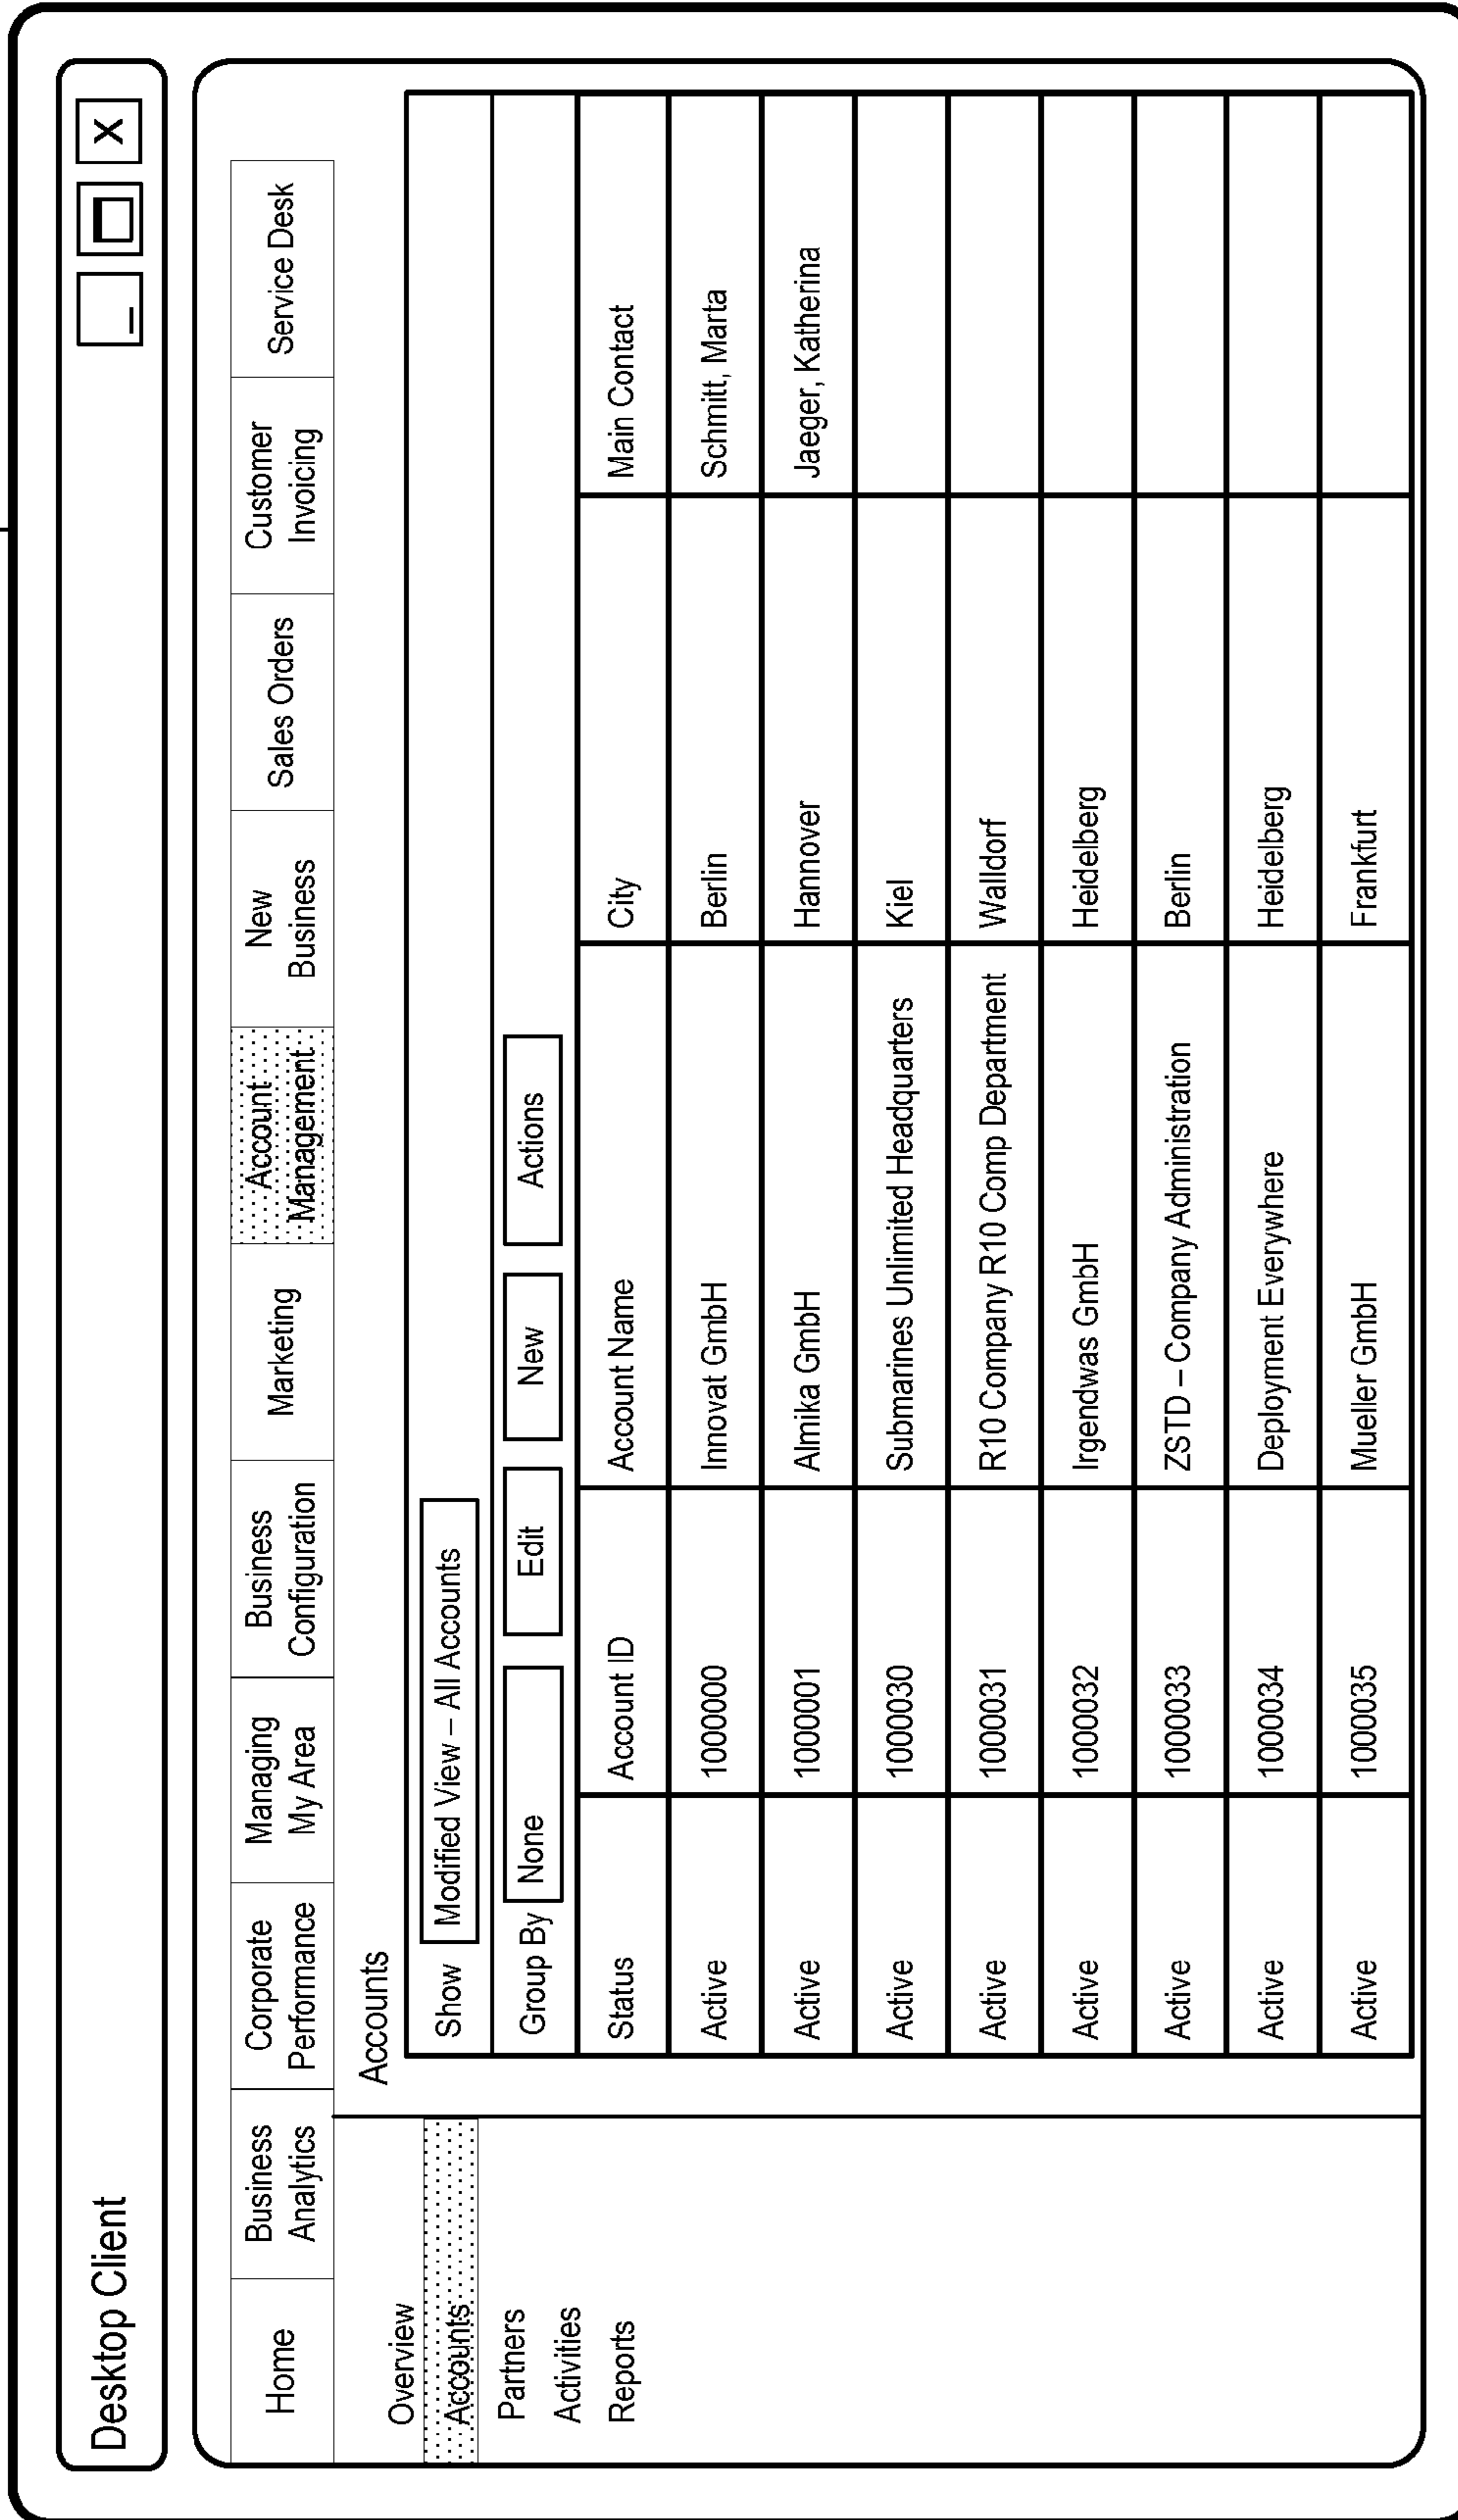 Desktop Client
X
Home
Business
Analytics
Corporate
Performance
Managing
My Area
Business
Configuration
Marketing
Account
Management
New
Business
Sales Orders
Customer
Invoicing
Service Desk
Overview
Accounts
Partners
Activities
Reports
Accounts
Show Modified View – All Accounts
Group By None Edit New Actions
Status Account ID Account Name City Main Contact
Active 1000000 Innovat GmbH Berlin Schmitt, Marta
Active 1000001 Almika GmbH Hannover Jaeger, Katherina
Active 1000030 Submarines Unlimited Headquarters Kiel
Active 1000031 R10 Company R10 Comp Department Walldorf
Active 1000032 Irgendwas GmbH Heidelberg
Active 1000033 ZSTD – Company Administration Berlin
Active 1000034 Deployment Everywhere Heidelberg
Active 1000035 Mueller GmbH Frankfurt